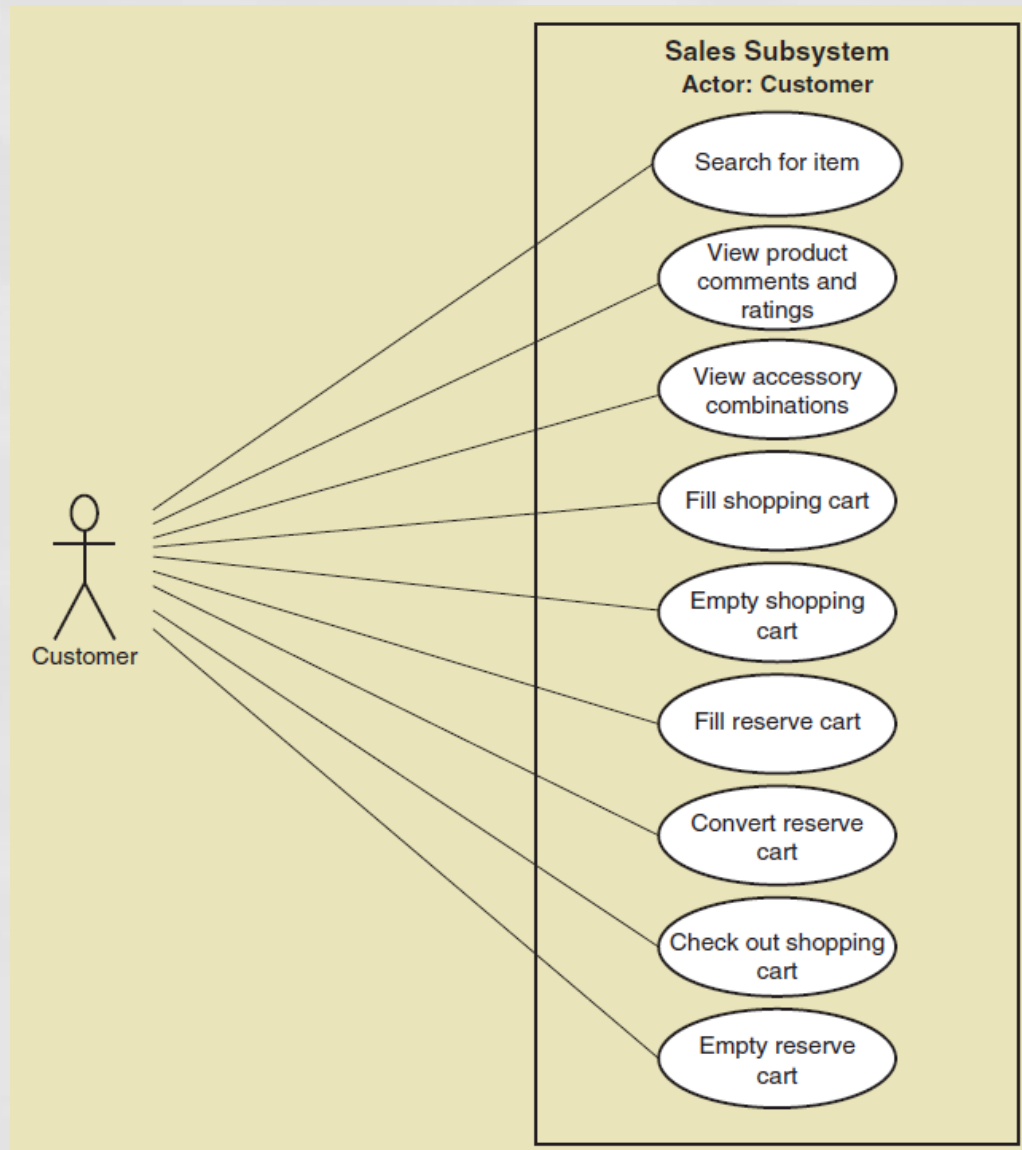 Sales Subsystem
Actor: Customer
Search for item
View product
comments and
ratings
View accessory
combinations
Fill shopping cart
Empty shopping
cart
Customer
Fill reserve cart
Convert reserve
cart
Check out shopping
cart
Empty reserve
cart